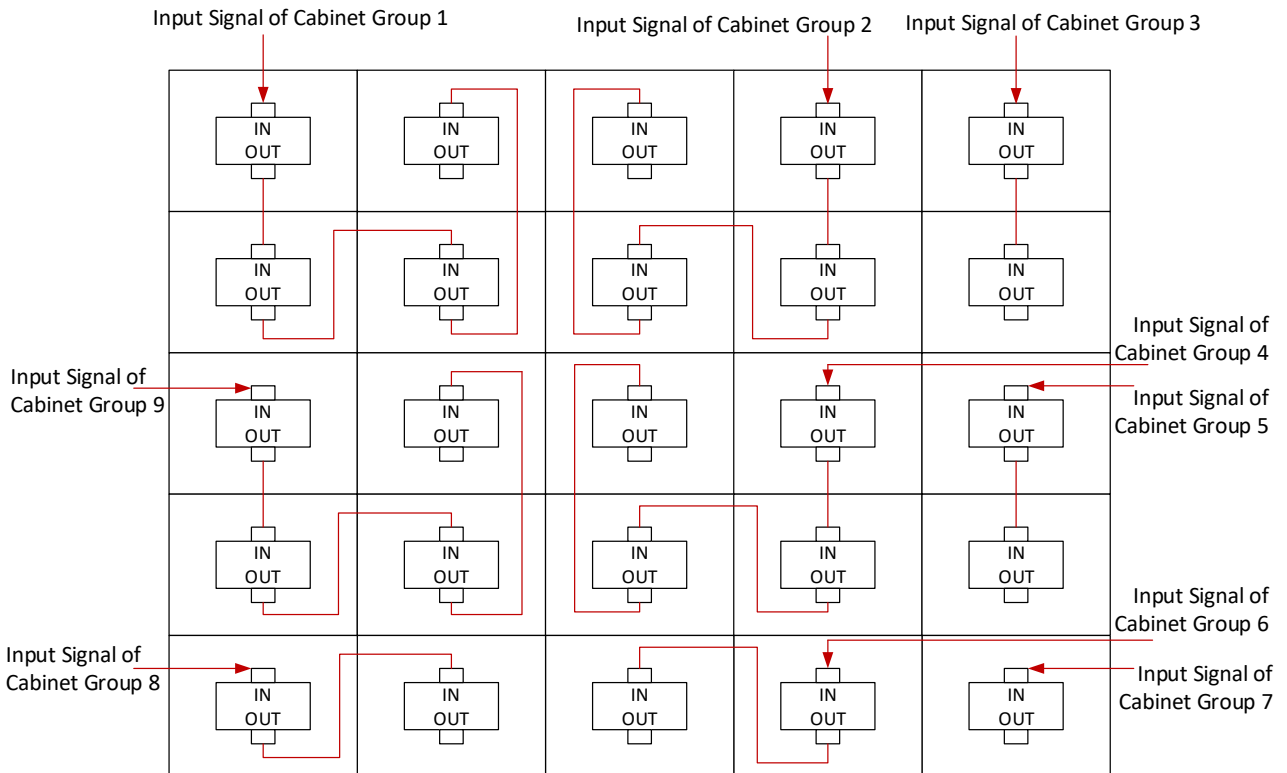 Input Signal of Cabinet Group 1
Input Signal of Cabinet Group 2
Input Signal of Cabinet Group 3
IN
OUT
IN
OUT
IN
OUT
IN
OUT
IN
OUT
IN
OUT
IN
OUT
IN
OUT
IN
OUT
IN
OUT
Input Signal of
Cabinet Group 4
Input Signal of
Cabinet Group 9
IN
OUT
IN
OUT
IN
OUT
IN
OUT
IN
OUT
Input Signal of
Cabinet Group 5
IN
OUT
IN
OUT
IN
OUT
IN
OUT
IN
OUT
Input Signal of
Cabinet Group 6
Input Signal of
Cabinet Group 8
IN
OUT
IN
OUT
IN
OUT
IN
OUT
IN
OUT
Input Signal of
Cabinet Group 7